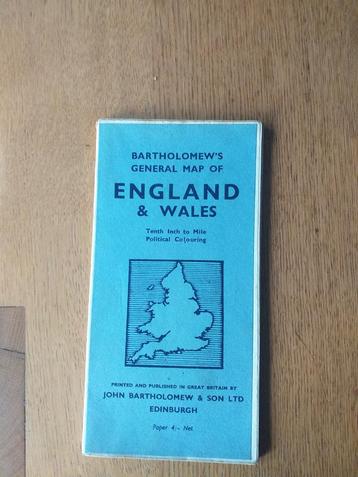 BARTHOLOMEW'S
GENERAL MAP OF
ENGLAND
& WALES
Tenth Inch to Mile
Political Colouring
PRINTED AND PUBLISHED IN GREAT BRITAIN BY
JOHN BARTHOLOMEW & SON LTD
EDINBURGH
Paper 4/- Net